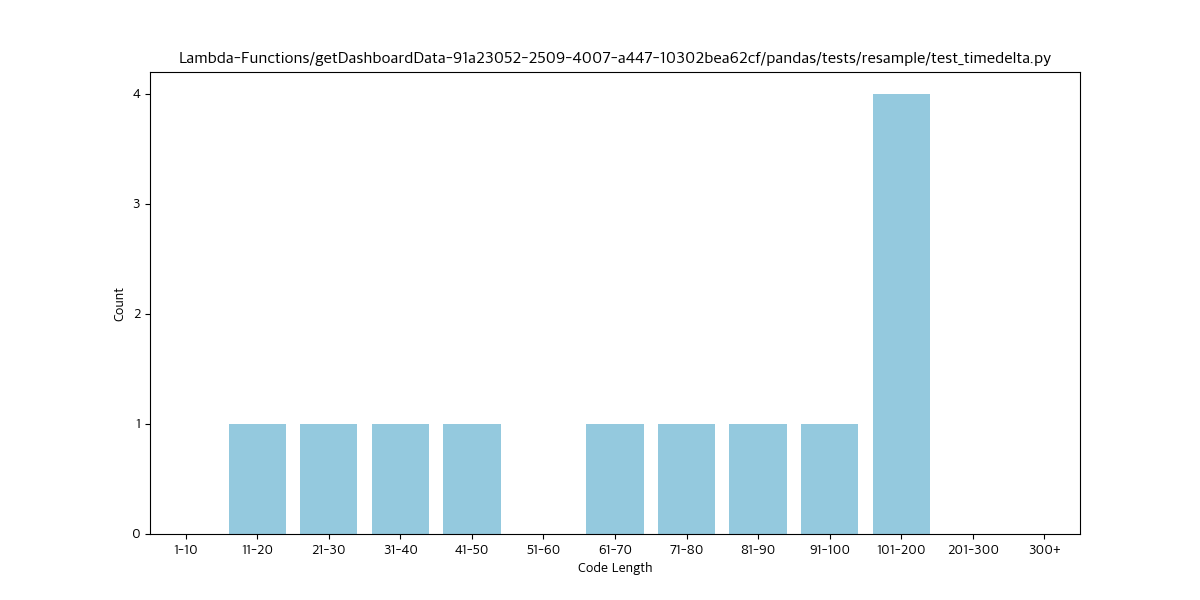 Lambda-Functions/getDashboardData-91a23052-2509-4007-a447-10302bea62cf/pandas/tests/resample/test_timedelta.py
4
3
2
1
0
Count
1-10 11-20 21-30 31-40 41-50 51-60 61-70 71-80 81-90 91-100 101-200 201-300 300+
Code Length